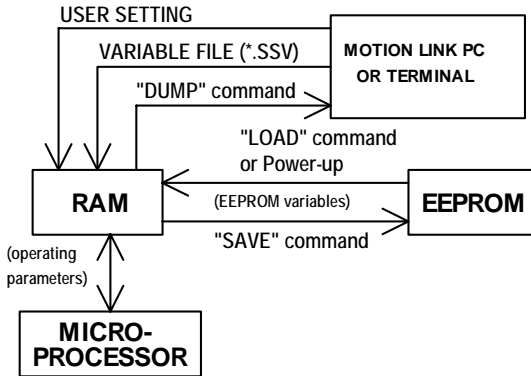 USER SETTING
VARIABLE FILE (*.SSV)
"DUMP" command
MOTION LINK PC
OR TERMINAL
"LOAD" command
or Power-up
RAM
(EEPROM variables)
EEPROM
"SAVE" command
(operating
parameters)
MICRO-
PROCESSOR